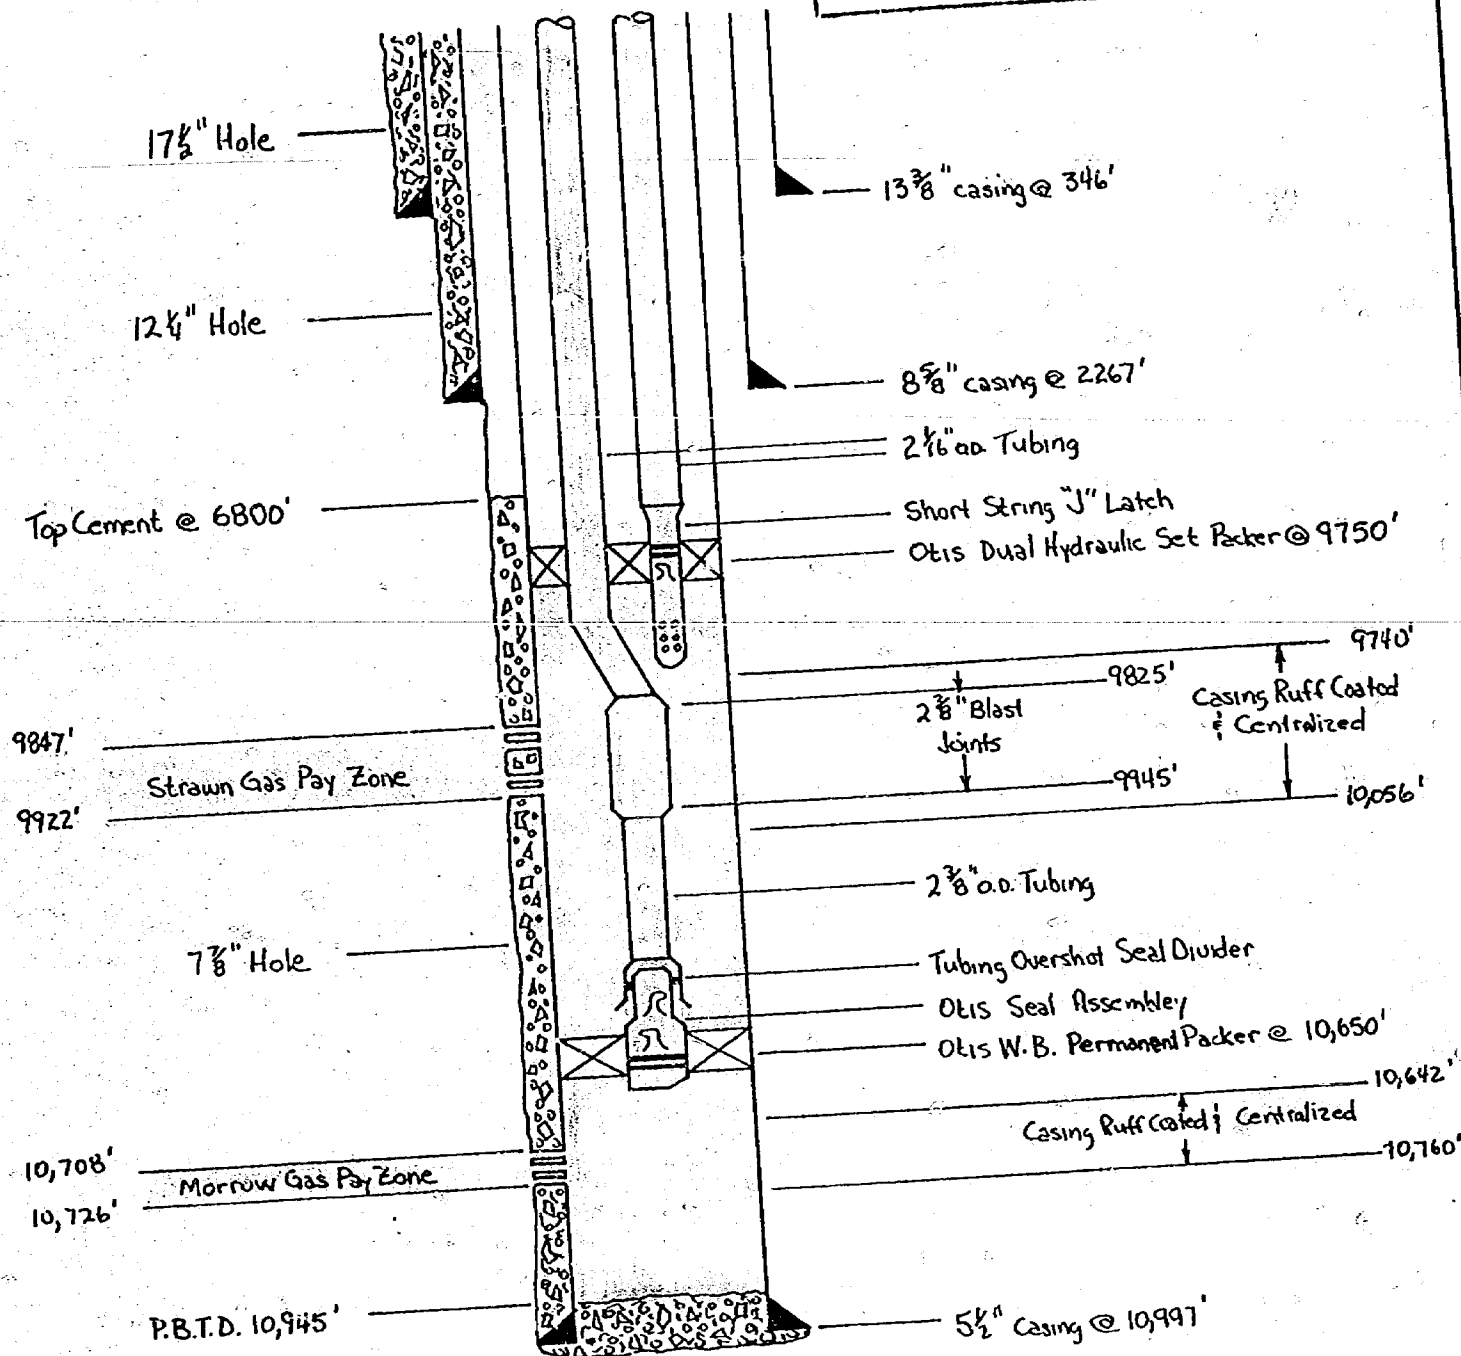 17½" Hole
13⅜" casing @ 346'
12¼" Hole
8⅝" casing @ 2267'
2 1/16" o.d. Tubing
Top Cement @ 6800'
Short String "J" Latch
Otis Dual Hydraulic Set Packer @ 9750'
9740'
9825'
2⅜" Blast
Joints
Casing Ruff Coated
& Centralized
9847'
Strawn Gas Pay Zone
9922'
9945'
10,056'
2⅜" O.D. Tubing
7⅞" Hole
Tubing Overshot Seal Divider
Otis Seal Assembley
Otis W.B. Permanent Packer @ 10,650'
10,642'
Casing Ruff Coated & Centralized
10,760'
10,708'
Morrow Gas Pay Zone
10,726'
P.B.T.D. 10,945'
5½" Casing @ 10,997'